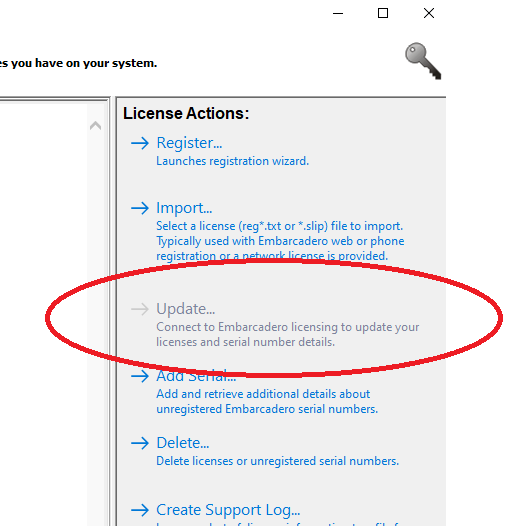 es you have on your system.
License Actions:
Register...
Launches registration wizard.
Import...
Select a license (reg*.txt or *.slip) file to import.
Typically used with Embarcadero web or phone
registration or a network license is provided.
Update...
Connect to Embarcadero licensing to update your
licenses and serial number details.
Add Serial...
Add and retrieve additional details about
unregistered Embarcadero serial numbers.
Delete...
Delete licenses or unregistered serial numbers.
Create Support Log...